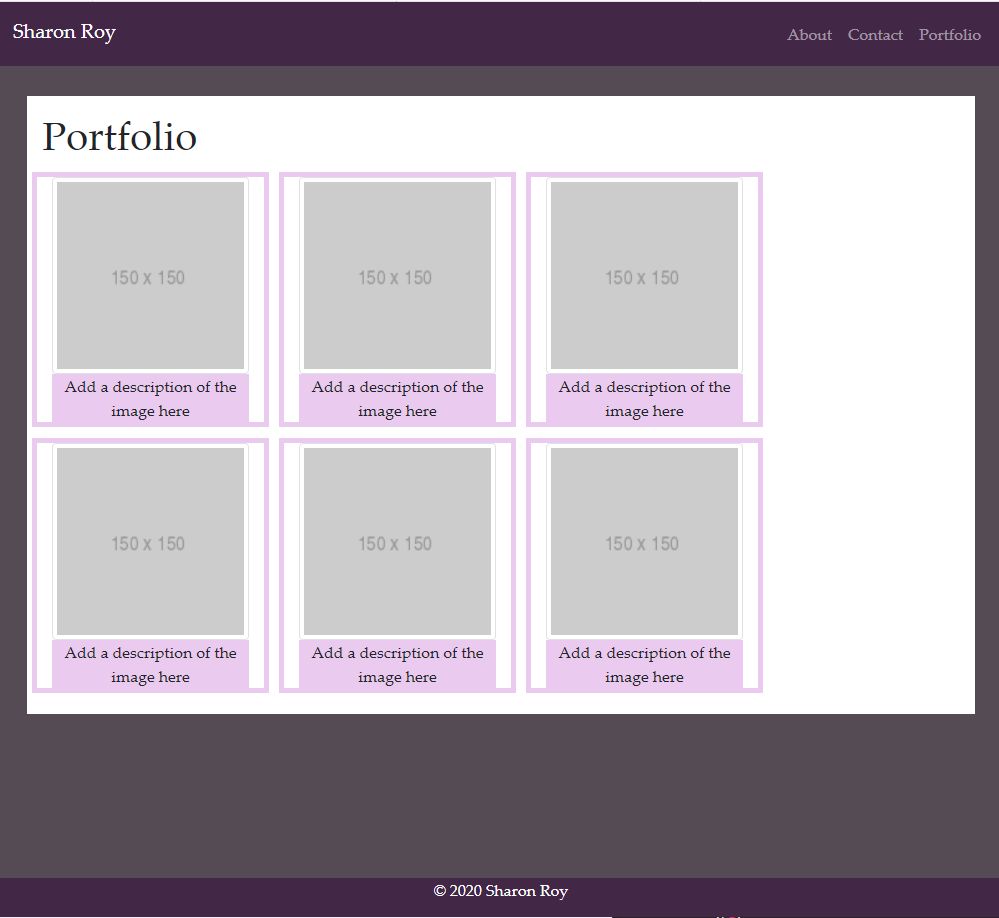 Sharon Roy
About Contact Portfolio
Portfolio
150 x 150
150 x 150
150 x 150
Add a description of the
image here
Add a description of the
image here
Add a description of the
image here
150 x 150
150 x 150
150 x 150
Add a description of the
image here
Add a description of the
image here
Add a description of the
image here
© 2020 Sharon Roy